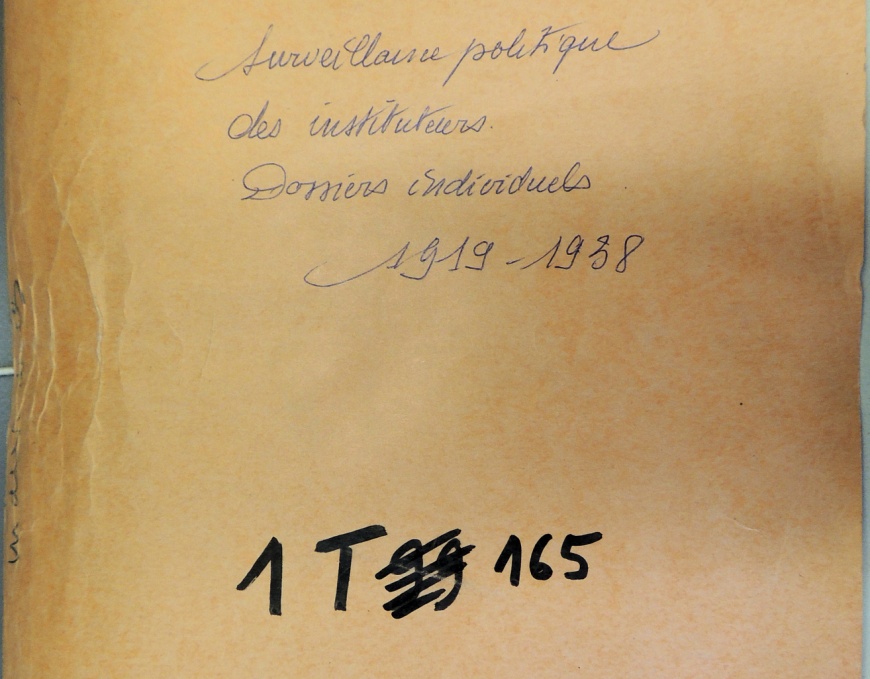 Surveillance politique
des instituteurs.
Dossiers individuels
1919-1938
1 T 165